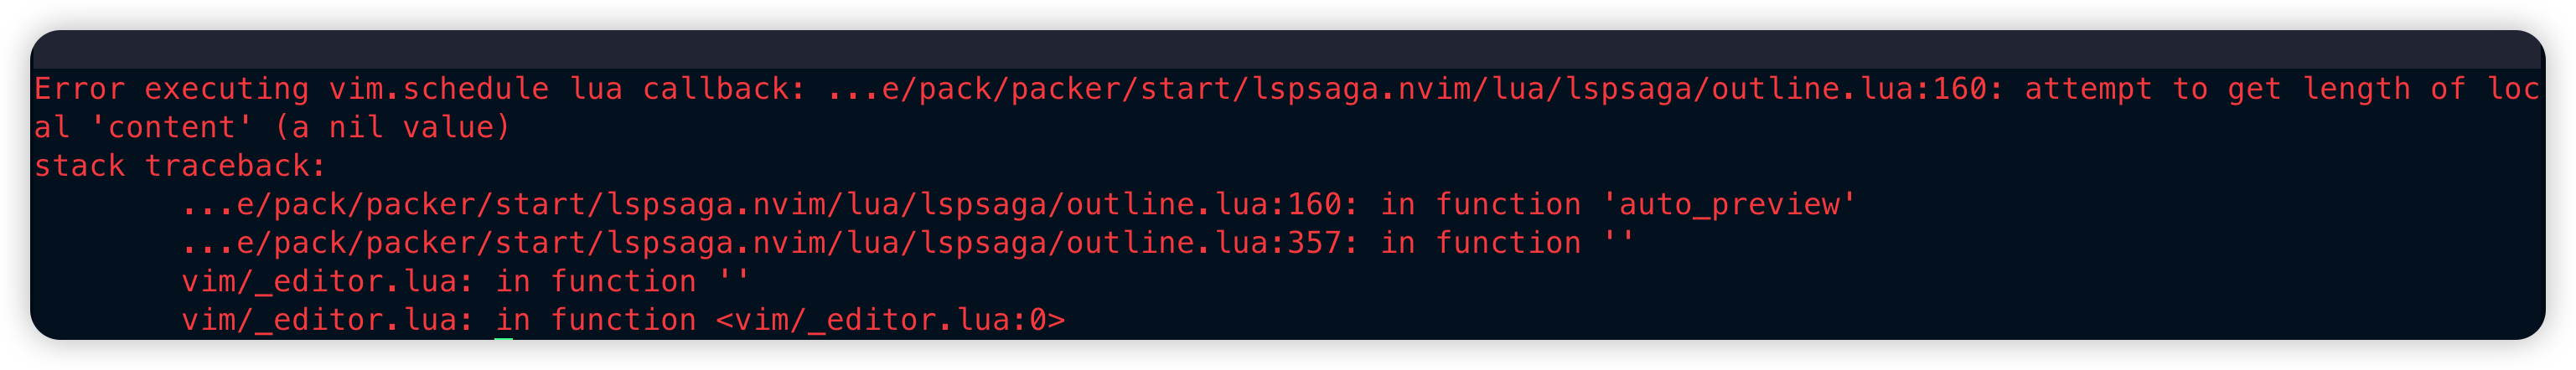 Error executing vim.schedule lua callback: ...e/pack/packer/start/lspsaga.nvim/lua/lspsaga/outline.lua:160: attempt to get length of loc
al 'content' (a nil value)
stack traceback:
        ...e/pack/packer/start/lspsaga.nvim/lua/lspsaga/outline.lua:160: in function 'auto_preview'
        ...e/pack/packer/start/lspsaga.nvim/lua/lspsaga/outline.lua:357: in function ''
        vim/_editor.lua: in function ''
        vim/_editor.lua: in function <vim/_editor.lua:0>